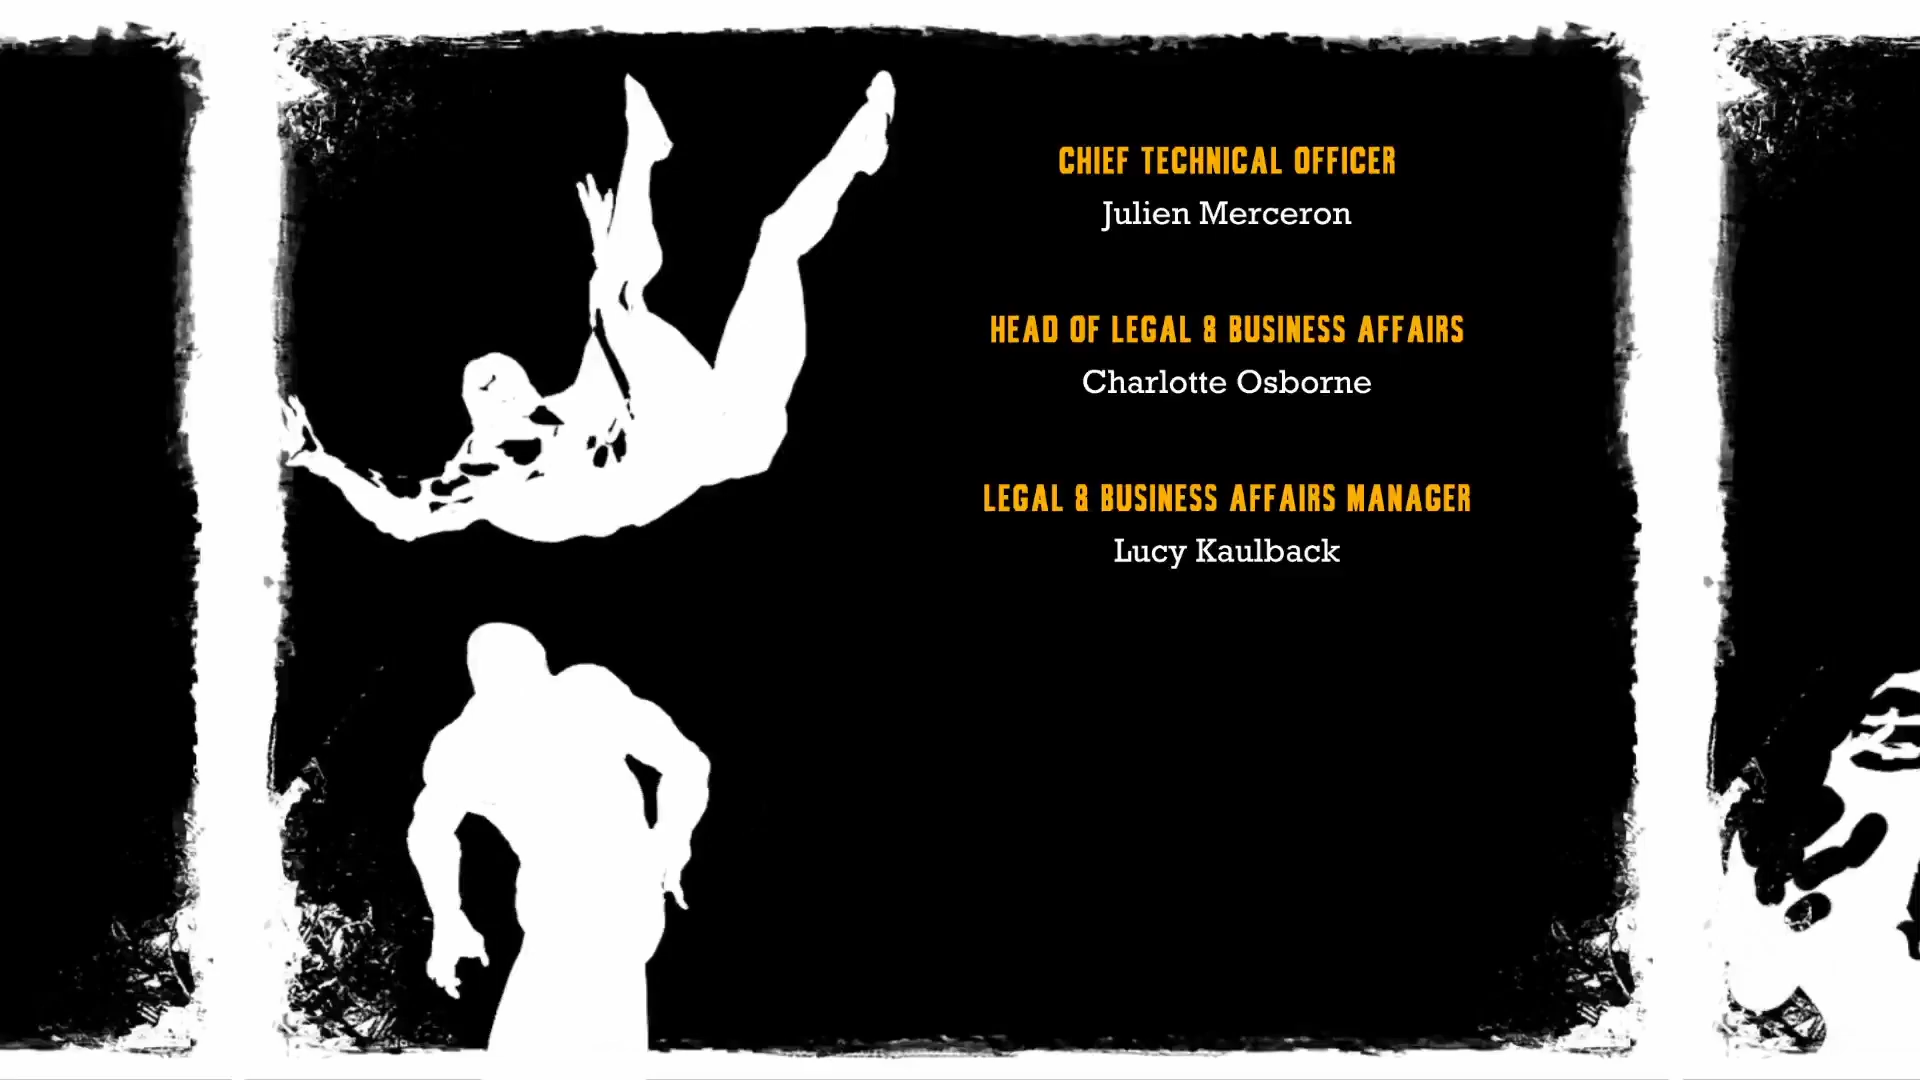 CHIEF TECHNICAL OFFICER
Julien Merceron
HEAD OF LEGAL & BUSINESS AFFAIRS
Charlotte Osborne
LEGAL & BUSINESS AFFAIRS MANAGER
Lucy Kaulback